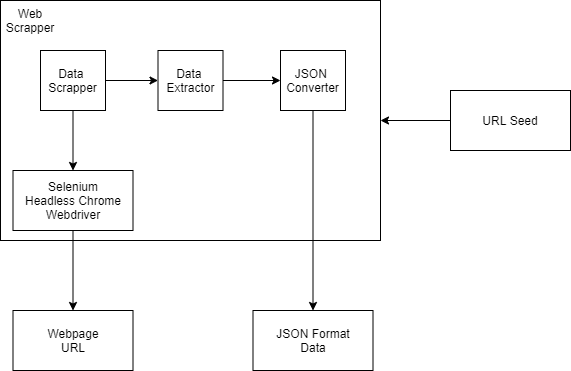 Web
Scrapper
Data
Scrapper
Data
Extractor
JSON
Converter
URL Seed
Selenium
Headless Chrome
Webdriver
Webpage
URL
JSON Format
Data